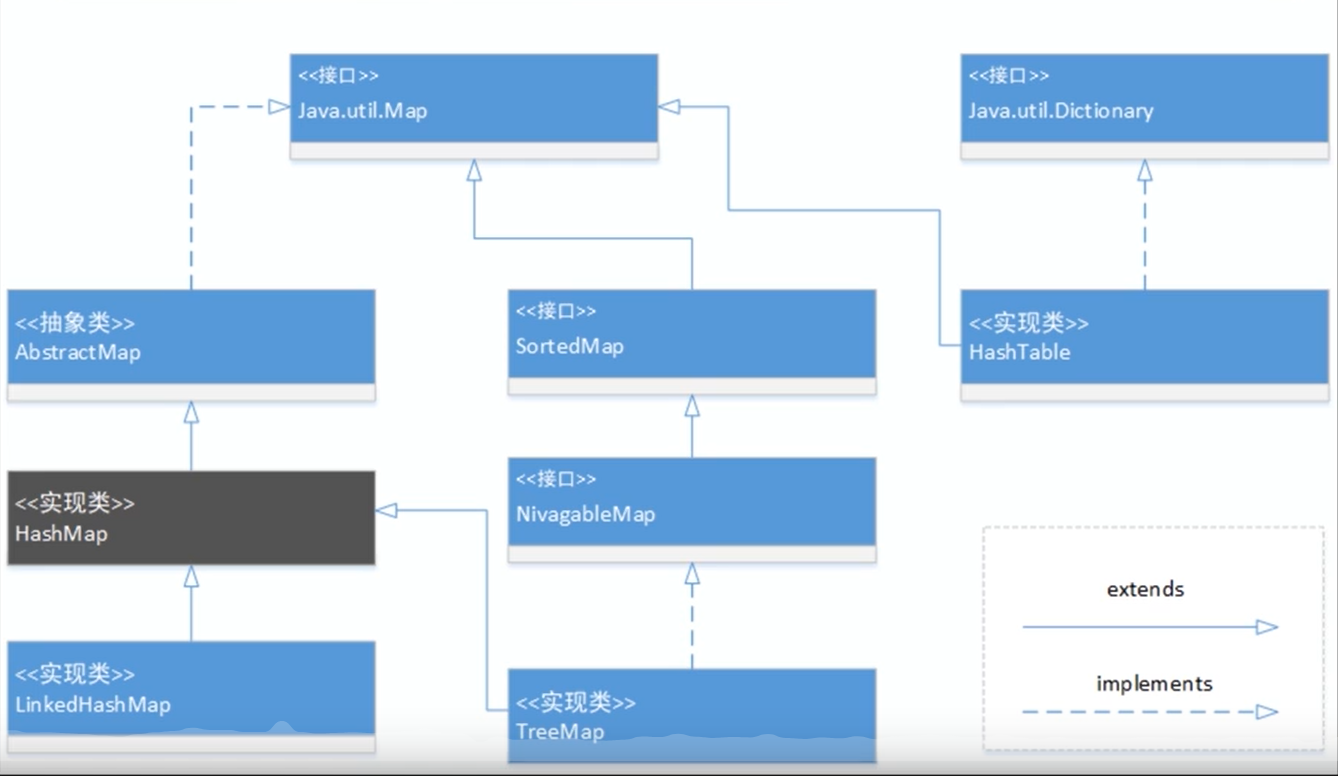 <<接口>>
Java.util.Map
<<接口>>
Java.util.Dictionary
<<抽象类>>
AbstractMap
<<接口>>
SortedMap
<<实现类>>
HashTable
<<实现类>>
HashMap
<<接口>>
NivagableMap
<<实现类>>
LinkedHashMap
<<实现类>>
TreeMap
extends
implements